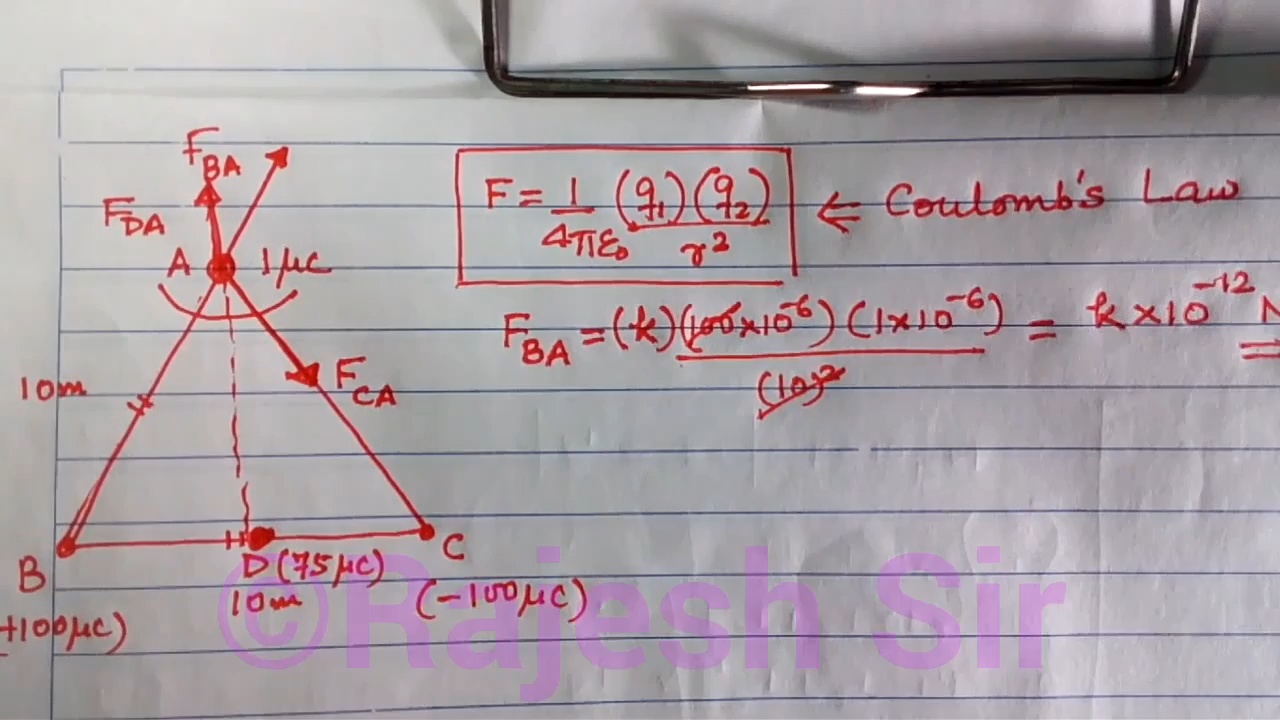 F_BA
F_DA
A 1μc
F = 1/4πε₀ (q₁)(q₂)/r² ⇐ Coulomb's Law
F_BA = (k)(100×10⁻⁶)(1×10⁻⁶)/(10)² = k×10⁻¹² N
10m
F_CA
B
+100μc)
D(75μc)
10m
C
(-100μc)
©Rajesh Sir